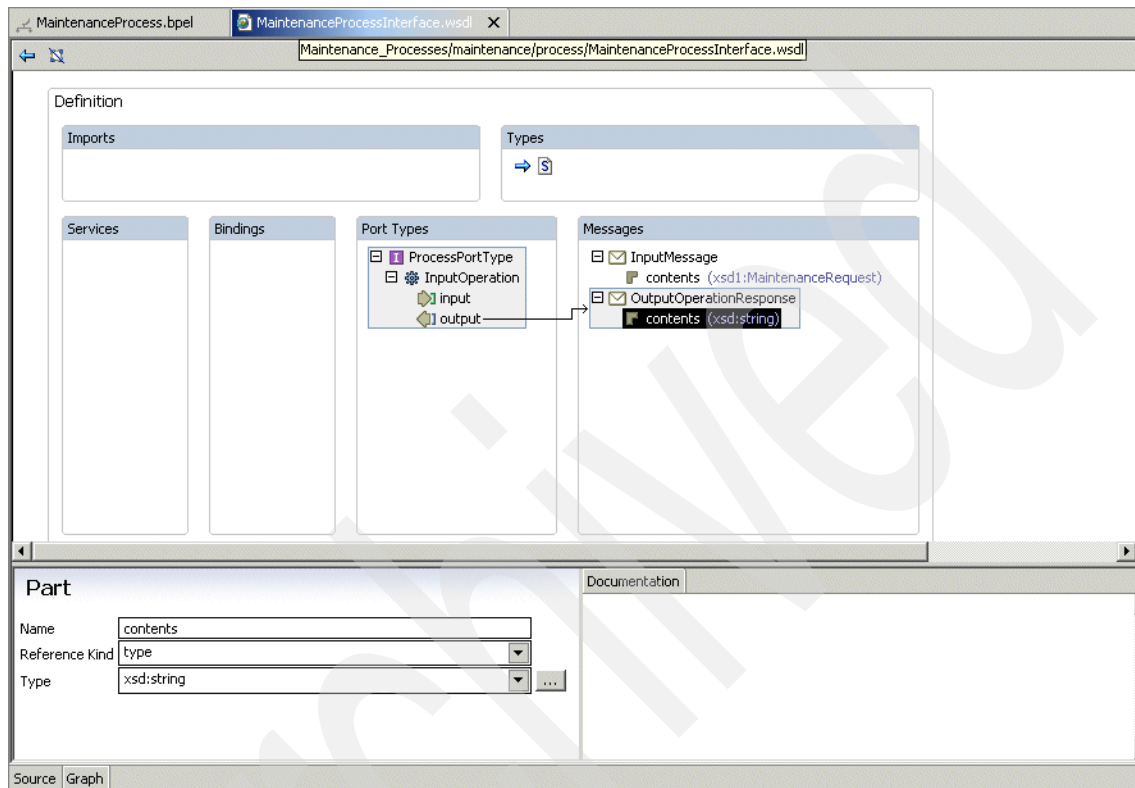 MaintenanceProcess.bpel MaintenanceProcessInterface.wsdl
Maintenance_Processes/maintenance/process/MaintenanceProcessInterface.wsdl
Definition
Imports Types
S
Services Bindings Port Types Messages
I ProcessPortType InputMessage
InputOperation contents (xsd1:MaintenanceRequest)
input OutputOperationResponse
output contents (xsd:string)
Part Documentation
Name contents
Reference Kind type
Type xsd:string ...
Source Graph